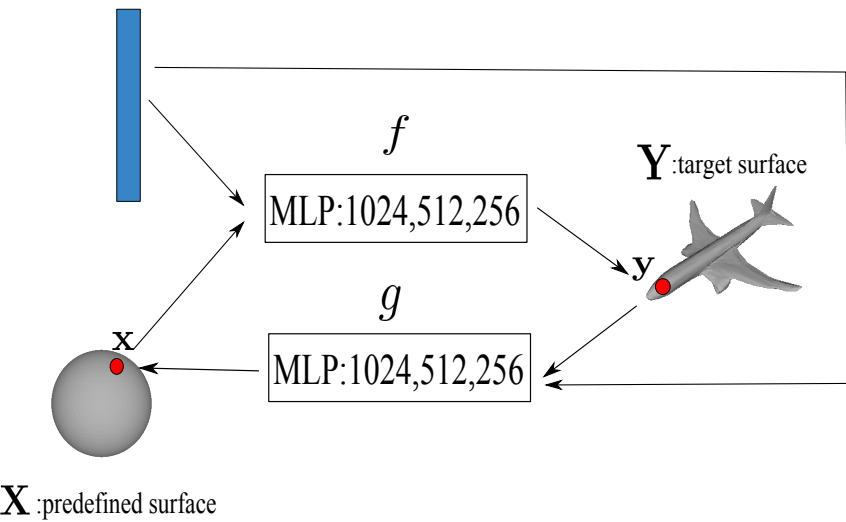 f
Y:target surface
MLP:1024,512,256
y
g
x
MLP:1024,512,256
X :predefined surface